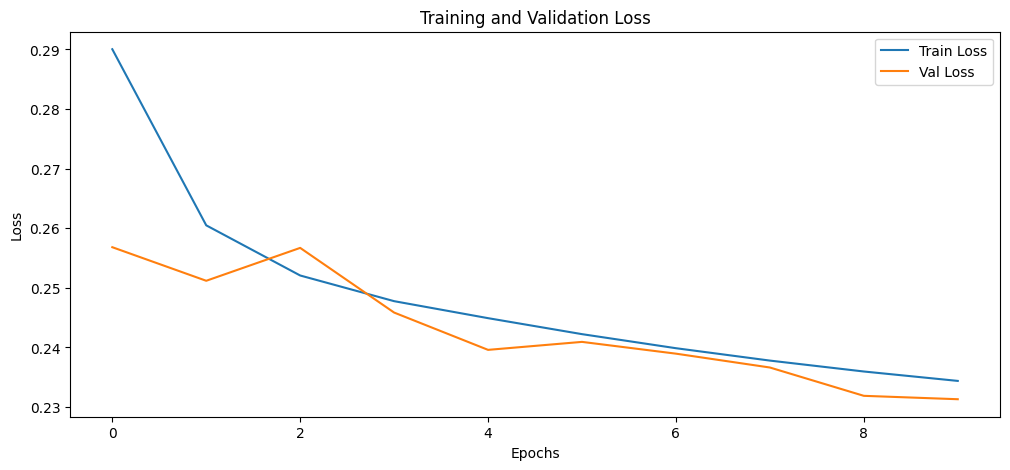 Training and Validation Loss
Train Loss
Val Loss
0.29
0.28
0.27
0.26
0.25
0.24
0.23
Loss
0 2 4 6 8
Epochs